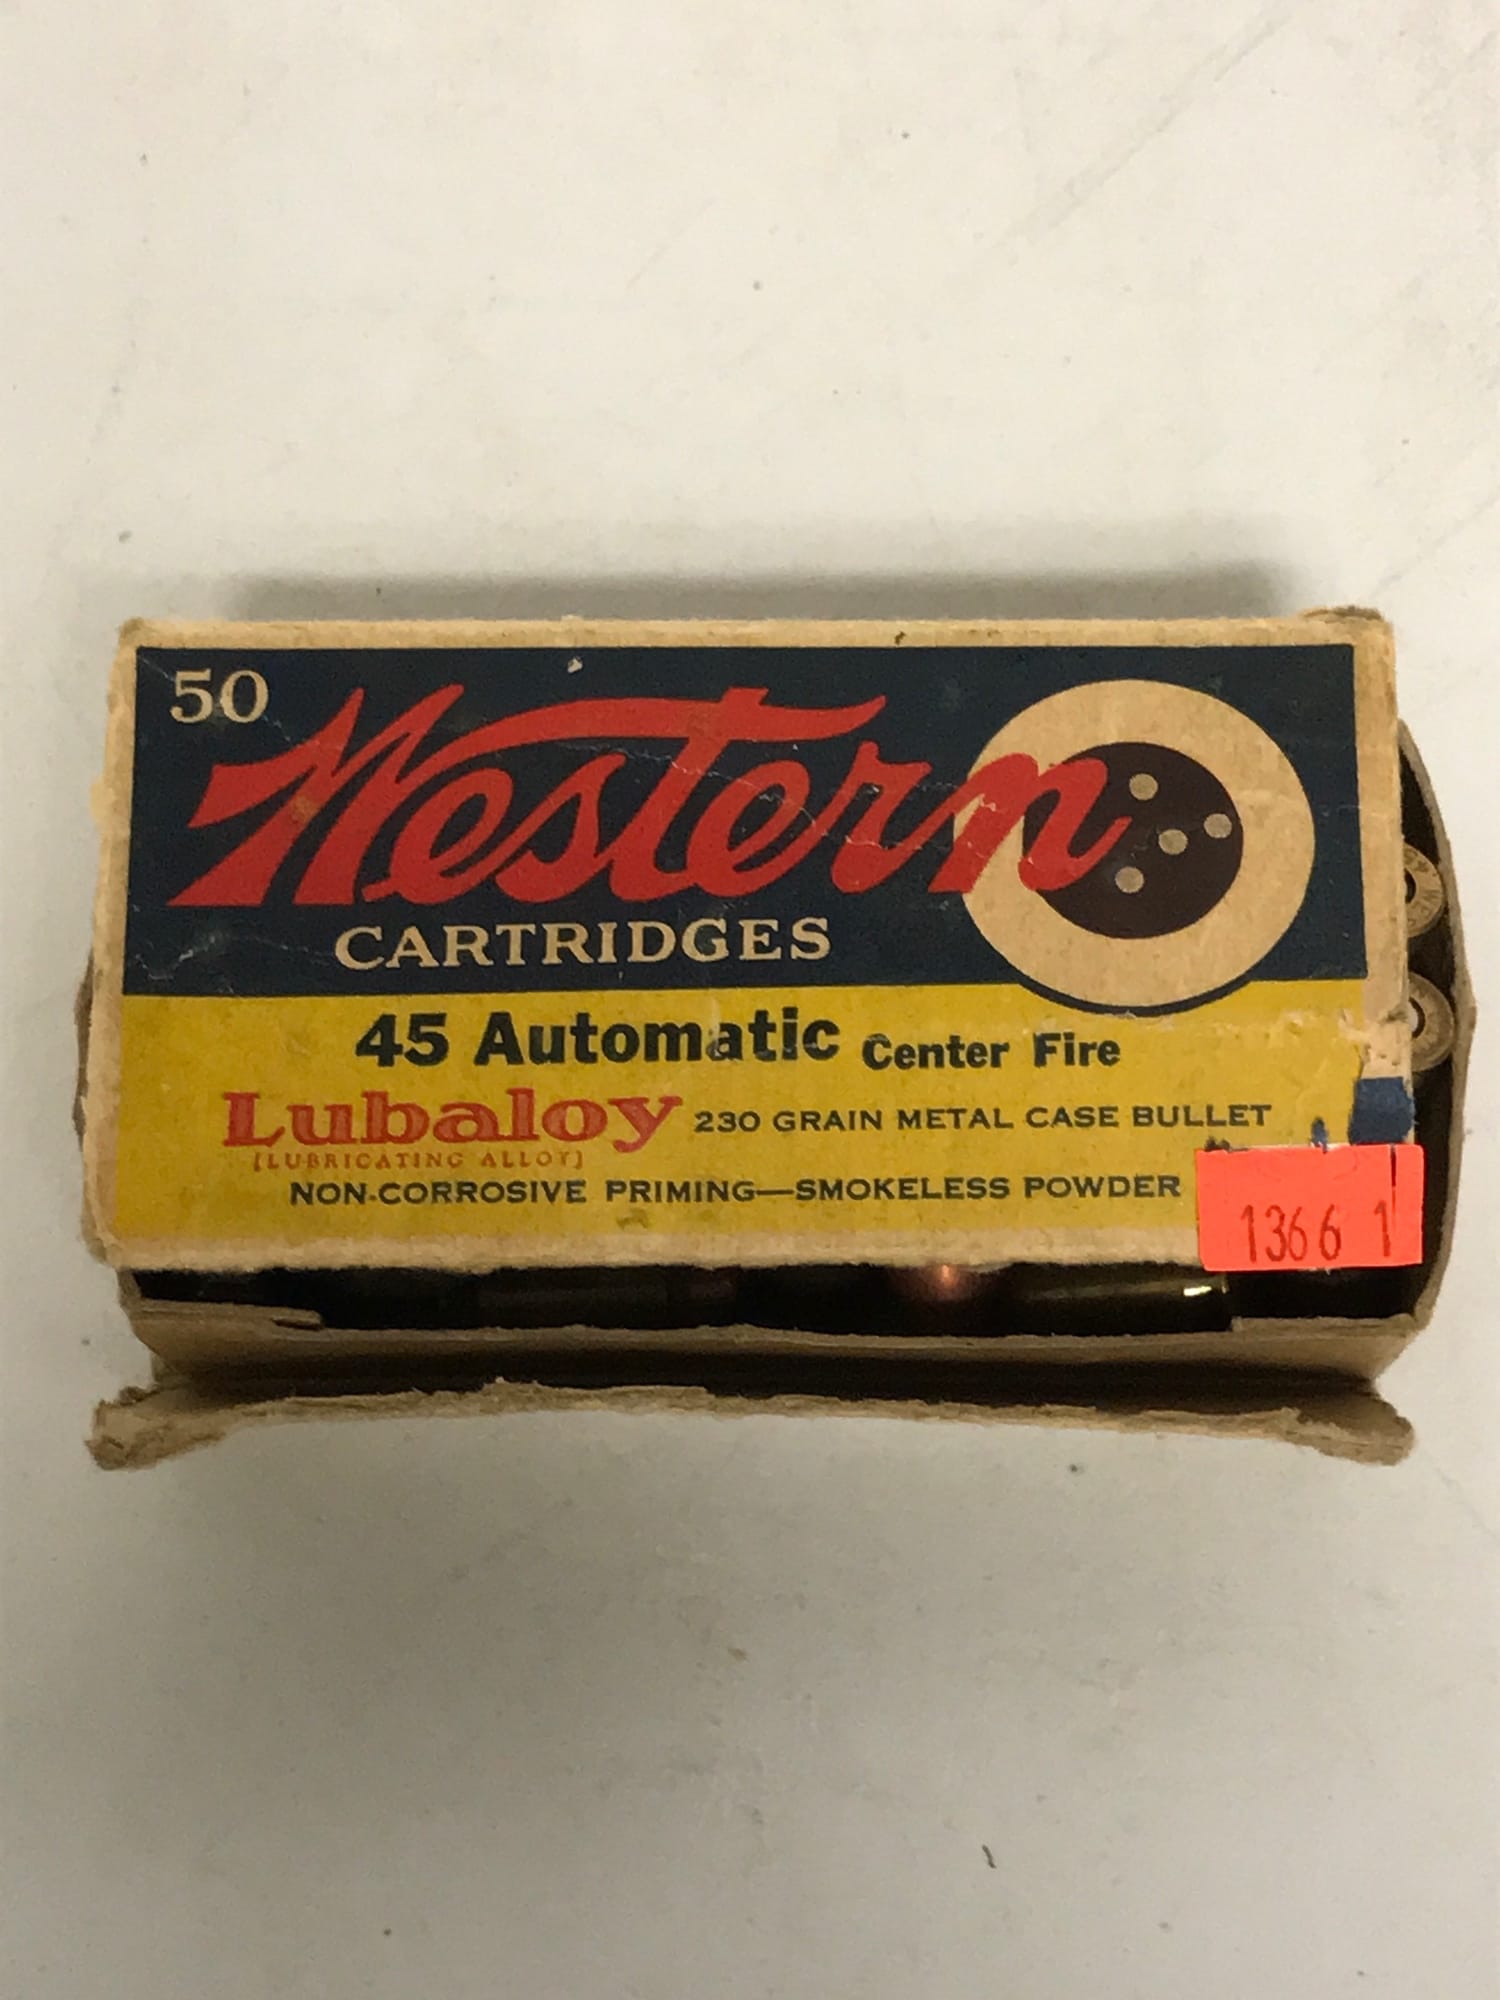 50
Western
CARTRIDGES
45 Automatic Center Fire
Lubaloy 230 GRAIN METAL CASE BULLET
[LUBRICATING ALLOY]
NON-CORROSIVE PRIMING—SMOKELESS POWDER
1366 1